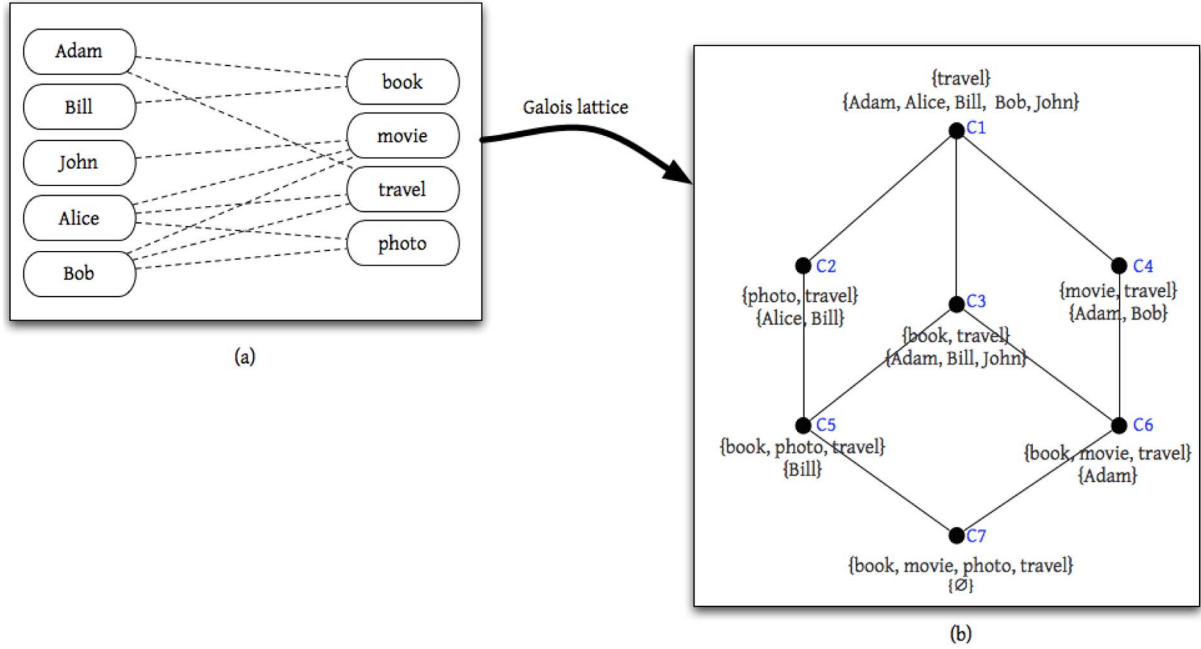 Adam
Bill
John
Alice
Bob
book
movie
travel
photo
(a)
Galois lattice
{travel}
{Adam, Alice, Bill, Bob, John}
C1
C2
{photo, travel}
{Alice, Bill}
C3
{book, travel}
{Adam, Bill, John}
C4
{movie, travel}
{Adam, Bob}
C5
{book, photo, travel}
{Bill}
C6
{book, movie, travel}
{Adam}
C7
{book, movie, photo, travel}
{∅}
(b)